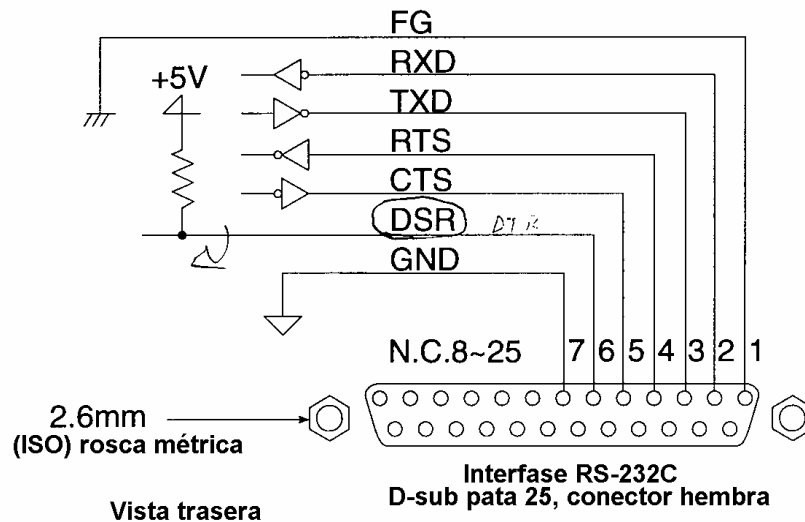 FG
RXD
+5V
TXD
RTS
CTS
DSR DTR
GND
N.C.8~25 7 6 5 4 3 2 1
2.6mm
(ISO) rosca métrica
Interfase RS-232C
D-sub pata 25, conector hembra
Vista trasera